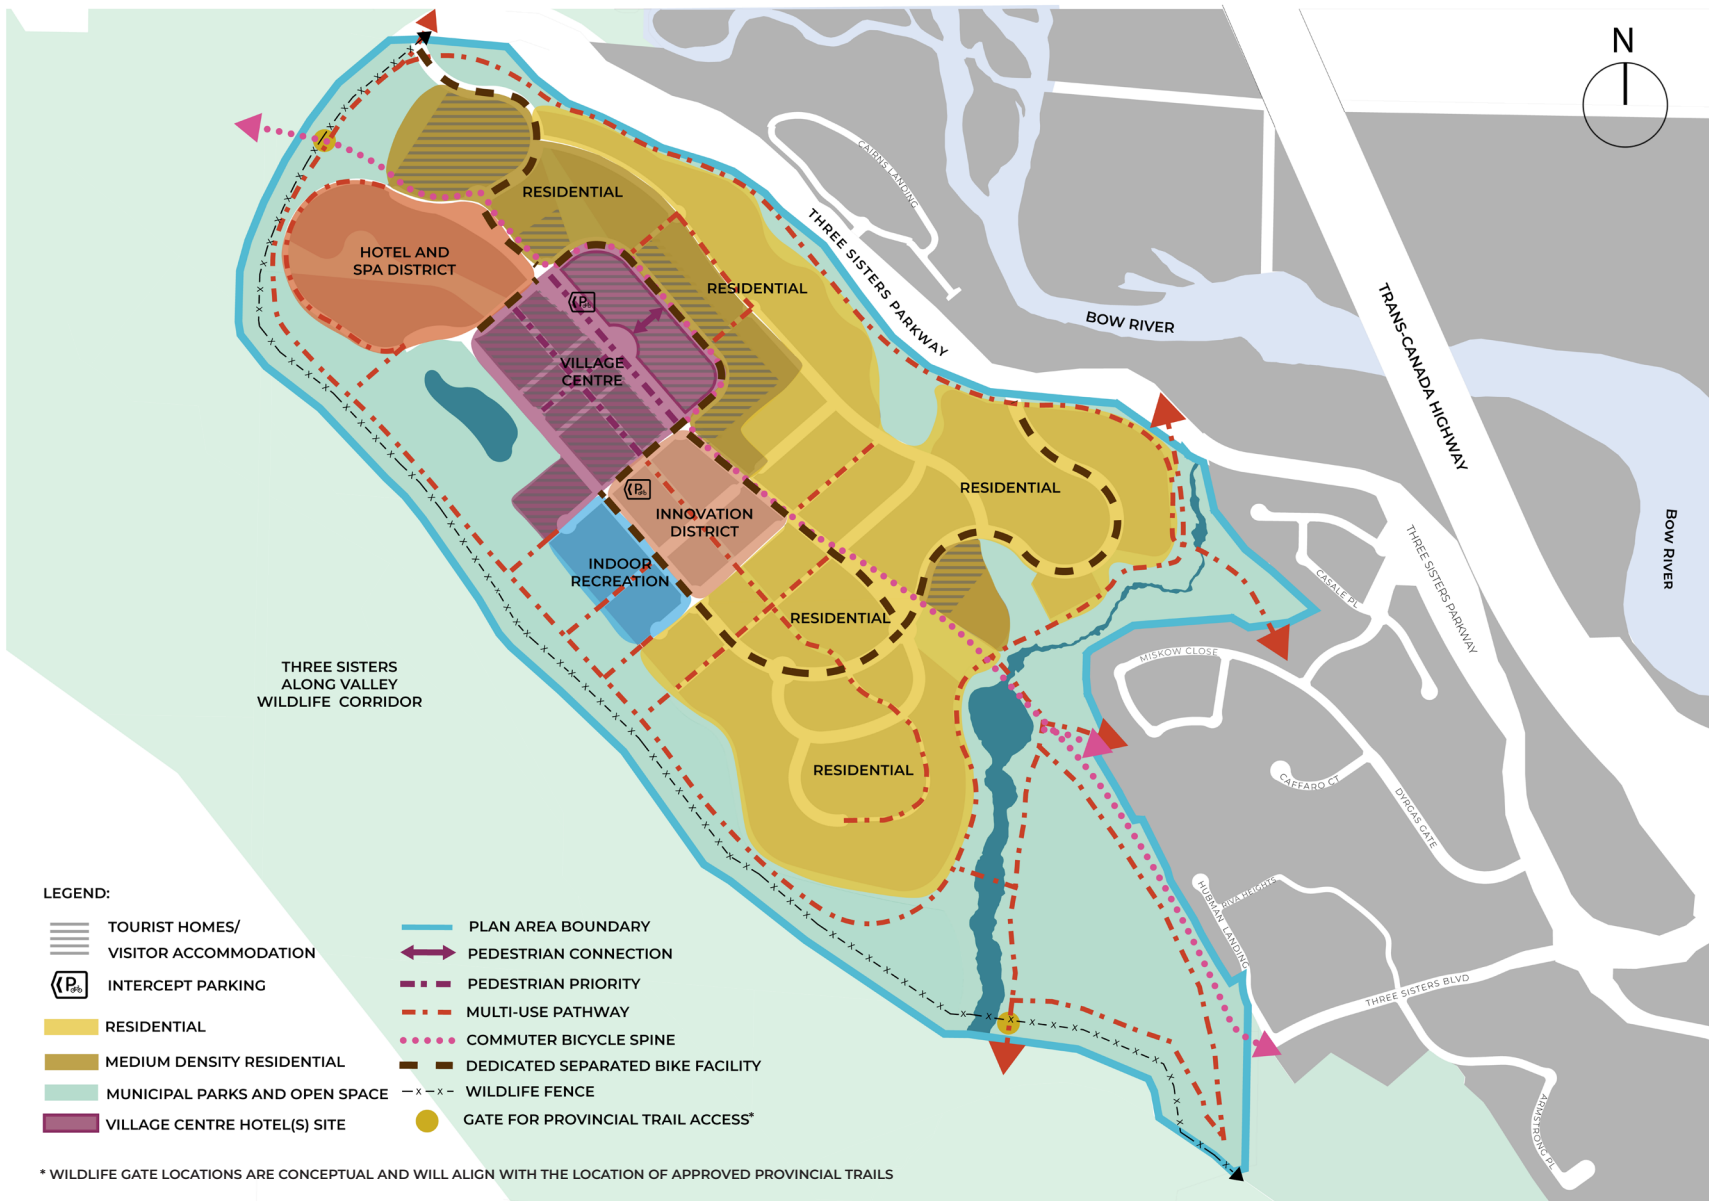 N
CAIRNS LANDING
RESIDENTIAL
THREE SISTERS PARKWAY
HOTEL AND
SPA DISTRICT
RESIDENTIAL
BOW RIVER
TRANS-CANADA HIGHWAY
P
VILLAGE
CENTRE
RESIDENTIAL
P
INNOVATION
DISTRICT
INDOOR
RECREATION
BOW RIVER
THREE SISTERS PARKWAY
CASALE PL
RESIDENTIAL
MISKOW CLOSE
THREE SISTERS
ALONG VALLEY
WILDLIFE CORRIDOR
RESIDENTIAL
CAFFARO CT
DYRGAS GATE
RIVA HEIGHTS
HUBMAN LANDING
THREE SISTERS BLVD
ARMSTRONG PL
LEGEND:
TOURIST HOMES/
VISITOR ACCOMMODATION
P INTERCEPT PARKING
RESIDENTIAL
MEDIUM DENSITY RESIDENTIAL
MUNICIPAL PARKS AND OPEN SPACE
VILLAGE CENTRE HOTEL(S) SITE
PLAN AREA BOUNDARY
PEDESTRIAN CONNECTION
PEDESTRIAN PRIORITY
MULTI-USE PATHWAY
COMMUTER BICYCLE SPINE
DEDICATED SEPARATED BIKE FACILITY
WILDLIFE FENCE
GATE FOR PROVINCIAL TRAIL ACCESS*
* WILDLIFE GATE LOCATIONS ARE CONCEPTUAL AND WILL ALIGN WITH THE LOCATION OF APPROVED PROVINCIAL TRAILS